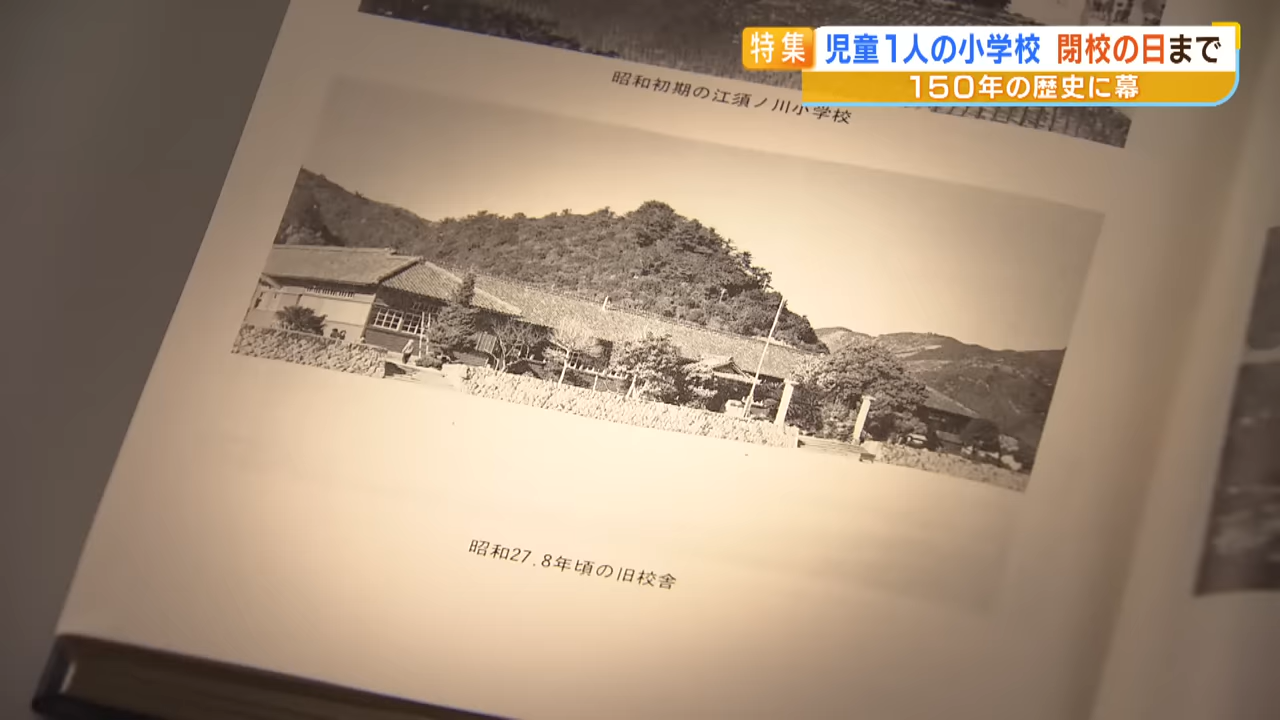 特集 児童1人の小学校 閉校の日まで
150年の歴史に幕
昭和初期の江須ノ川小学校
昭和27.8年頃の旧校舎